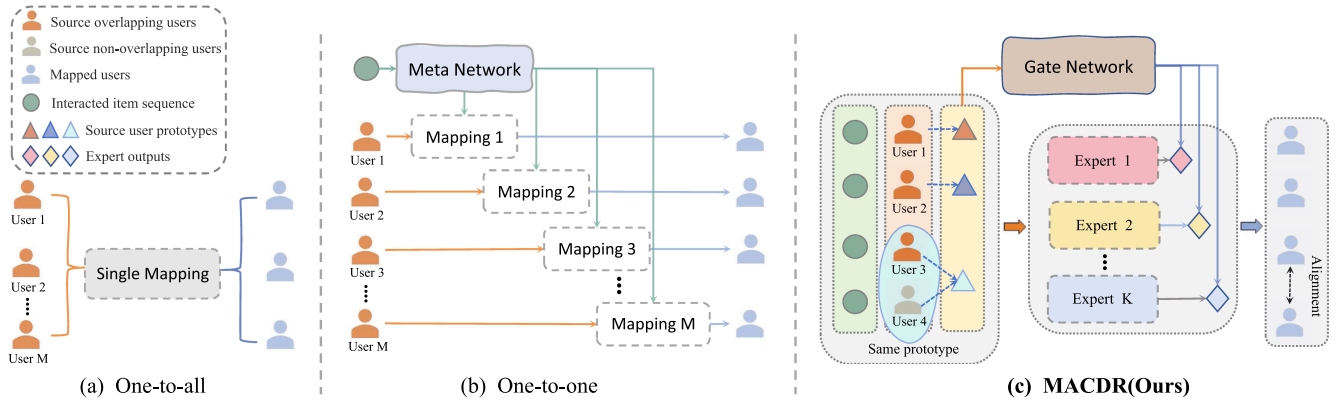 Source overlapping users
Source non-overlapping users
Mapped users
Interacted item sequence
Source user prototypes
Expert outputs
User 1
User 2
User M
Single Mapping
(a) One-to-all
Meta Network
Mapping 1
Mapping 2
Mapping 3
Mapping M
User 1
User 2
User 3
User M
(b) One-to-one
Gate Network
User 1
User 2
User 3
User 4
Same prototype
Expert 1
Expert 2
Expert K
Alignment
(c) MACDR(Ours)